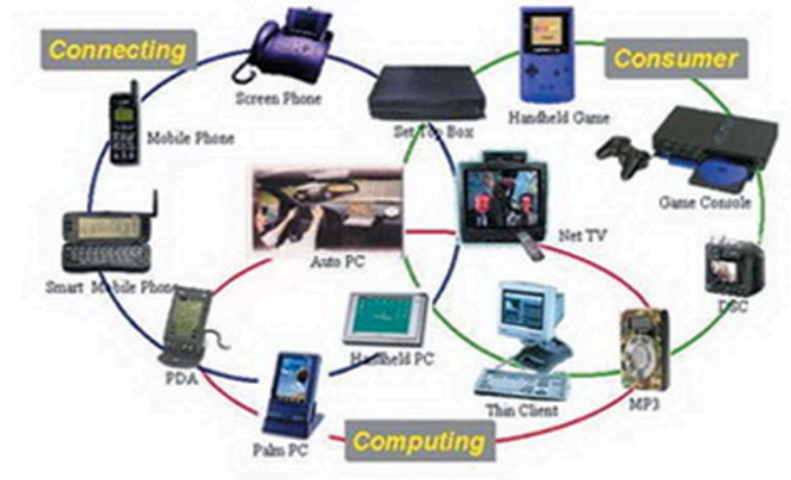 Connecting
Consumer
Screen Phone
Handheld Game
Mobile Phone
Set Top Box
Game Console
Net TV
Auto PC
Smart Mobile Phone
DSC
Handheld PC
PDA
Thin Client
MP3
Palm PC
Computing